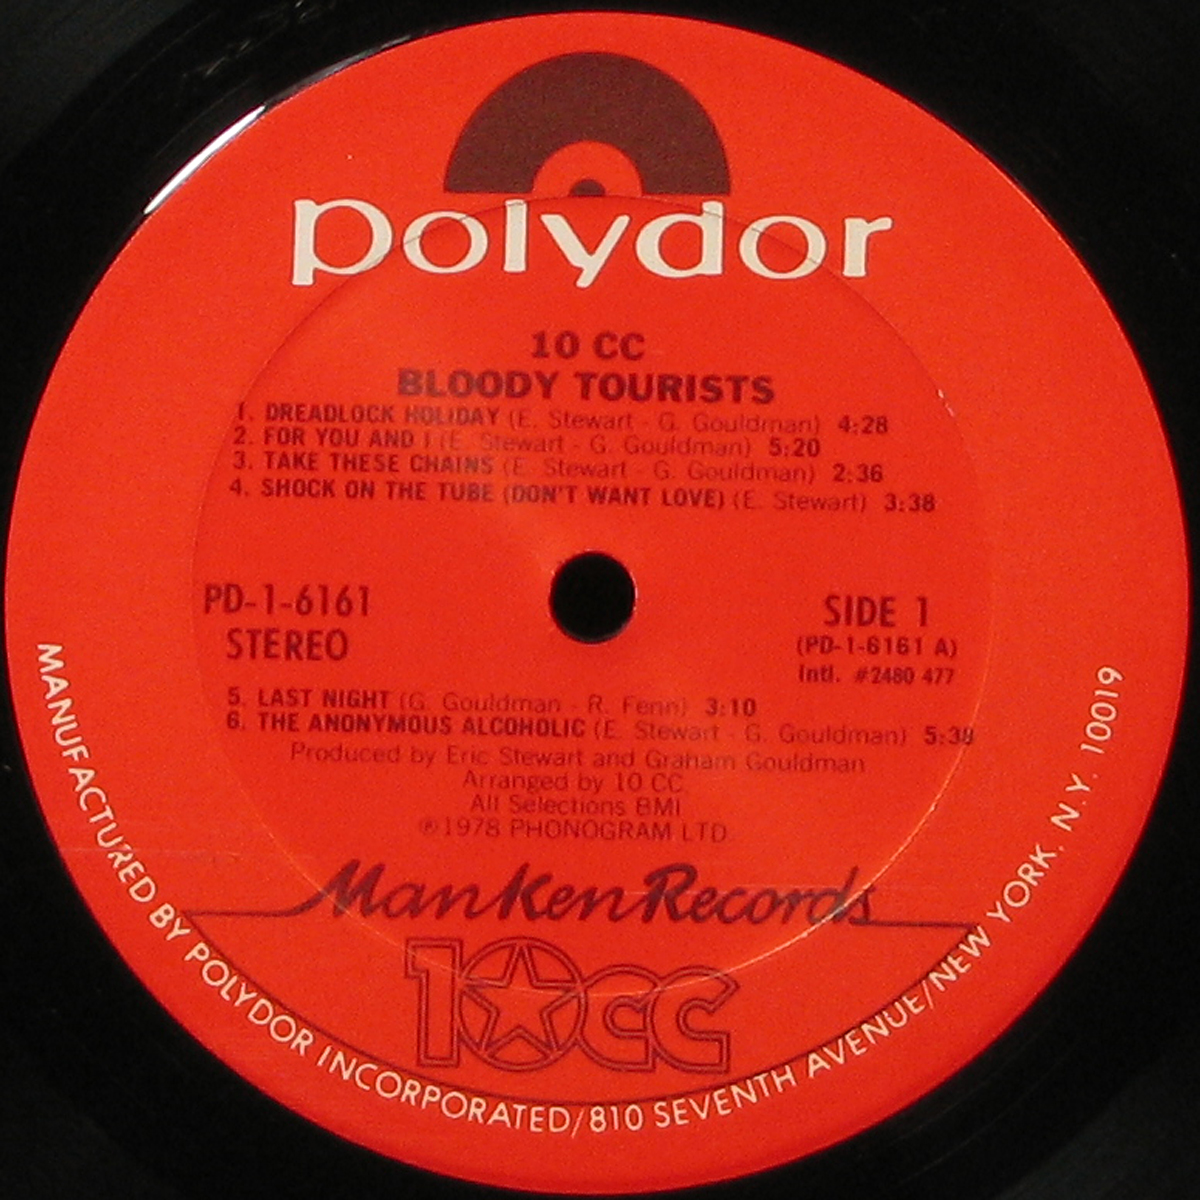 polydor
10 CC
BLOODY TOURISTS
1. DREADLOCK HOLIDAY (E. Stewart - G. Gouldman) 4:28
2. FOR YOU AND I (E. Stewart - G. Gouldman) 5:20
3. TAKE THESE CHAINS (E. Stewart - G. Gouldman) 2:36
4. SHOCK ON THE TUBE (DON'T WANT LOVE) (E. Stewart) 3:38
PD-1-6161
STEREO
SIDE 1
(PD-1-6161 A)
Intl. #2480 477
5. LAST NIGHT (G. Gouldman - R. Fenn) 3:10
6. THE ANONYMOUS ALCOHOLIC (E. Stewart - G. Gouldman) 5:38
Produced by Eric Stewart and Graham Gouldman
Arranged by 10 CC
All Selections BMI
℗1978 PHONOGRAM LTD
ManKen Records
10CC
MANUFACTURED BY POLYDOR INCORPORATED/810 SEVENTH AVENUE/NEW YORK, N.Y. 10019